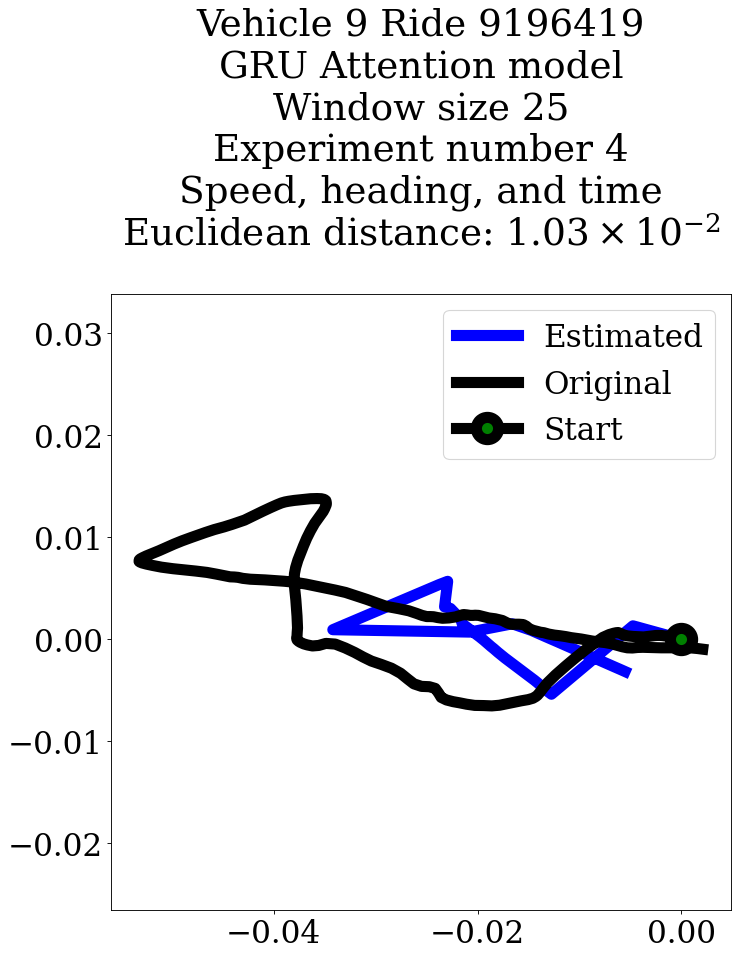 Vehicle 9 Ride 9196419
GRU Attention model
Window size 25
Experiment number 4
Speed, heading, and time
Euclidean distance: 1.03 × 10⁻²
Estimated
Original
Start
0.03
0.02
0.01
0.00
−0.01
−0.02
−0.04 −0.02 0.00